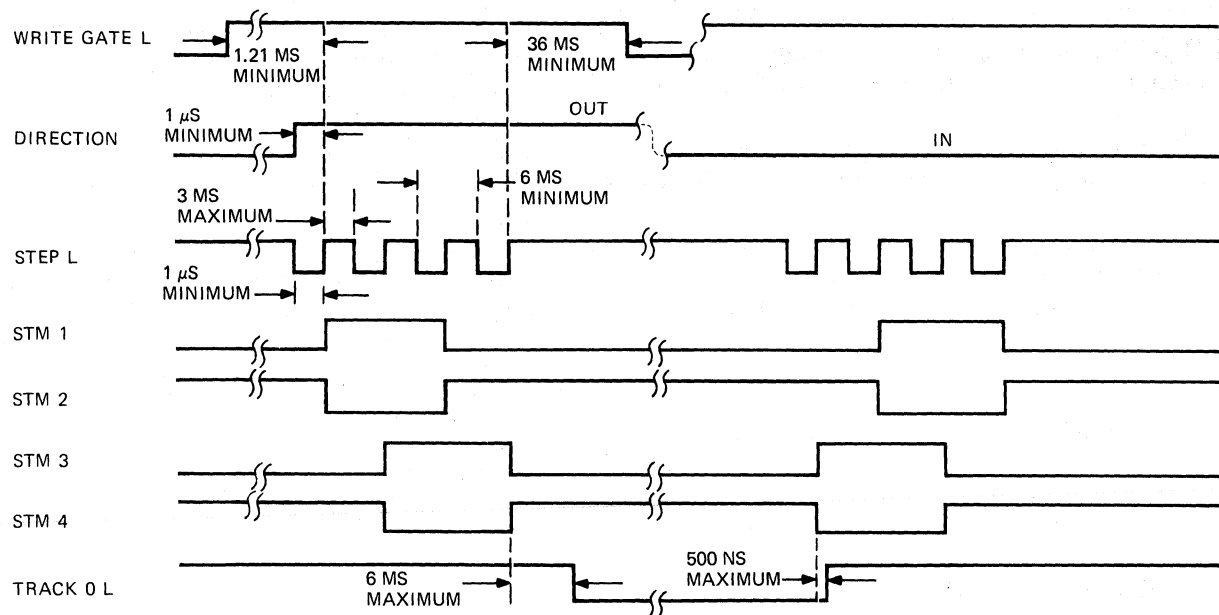 WRITE GATE L
1.21 MS
MINIMUM
36 MS
MINIMUM
DIRECTION
1 μS
MINIMUM
OUT
IN
3 MS
MAXIMUM
6 MS
MINIMUM
STEP L
1 μS
MINIMUM
STM 1
STM 2
STM 3
STM 4
TRACK 0 L
6 MS
MAXIMUM
500 NS
MAXIMUM